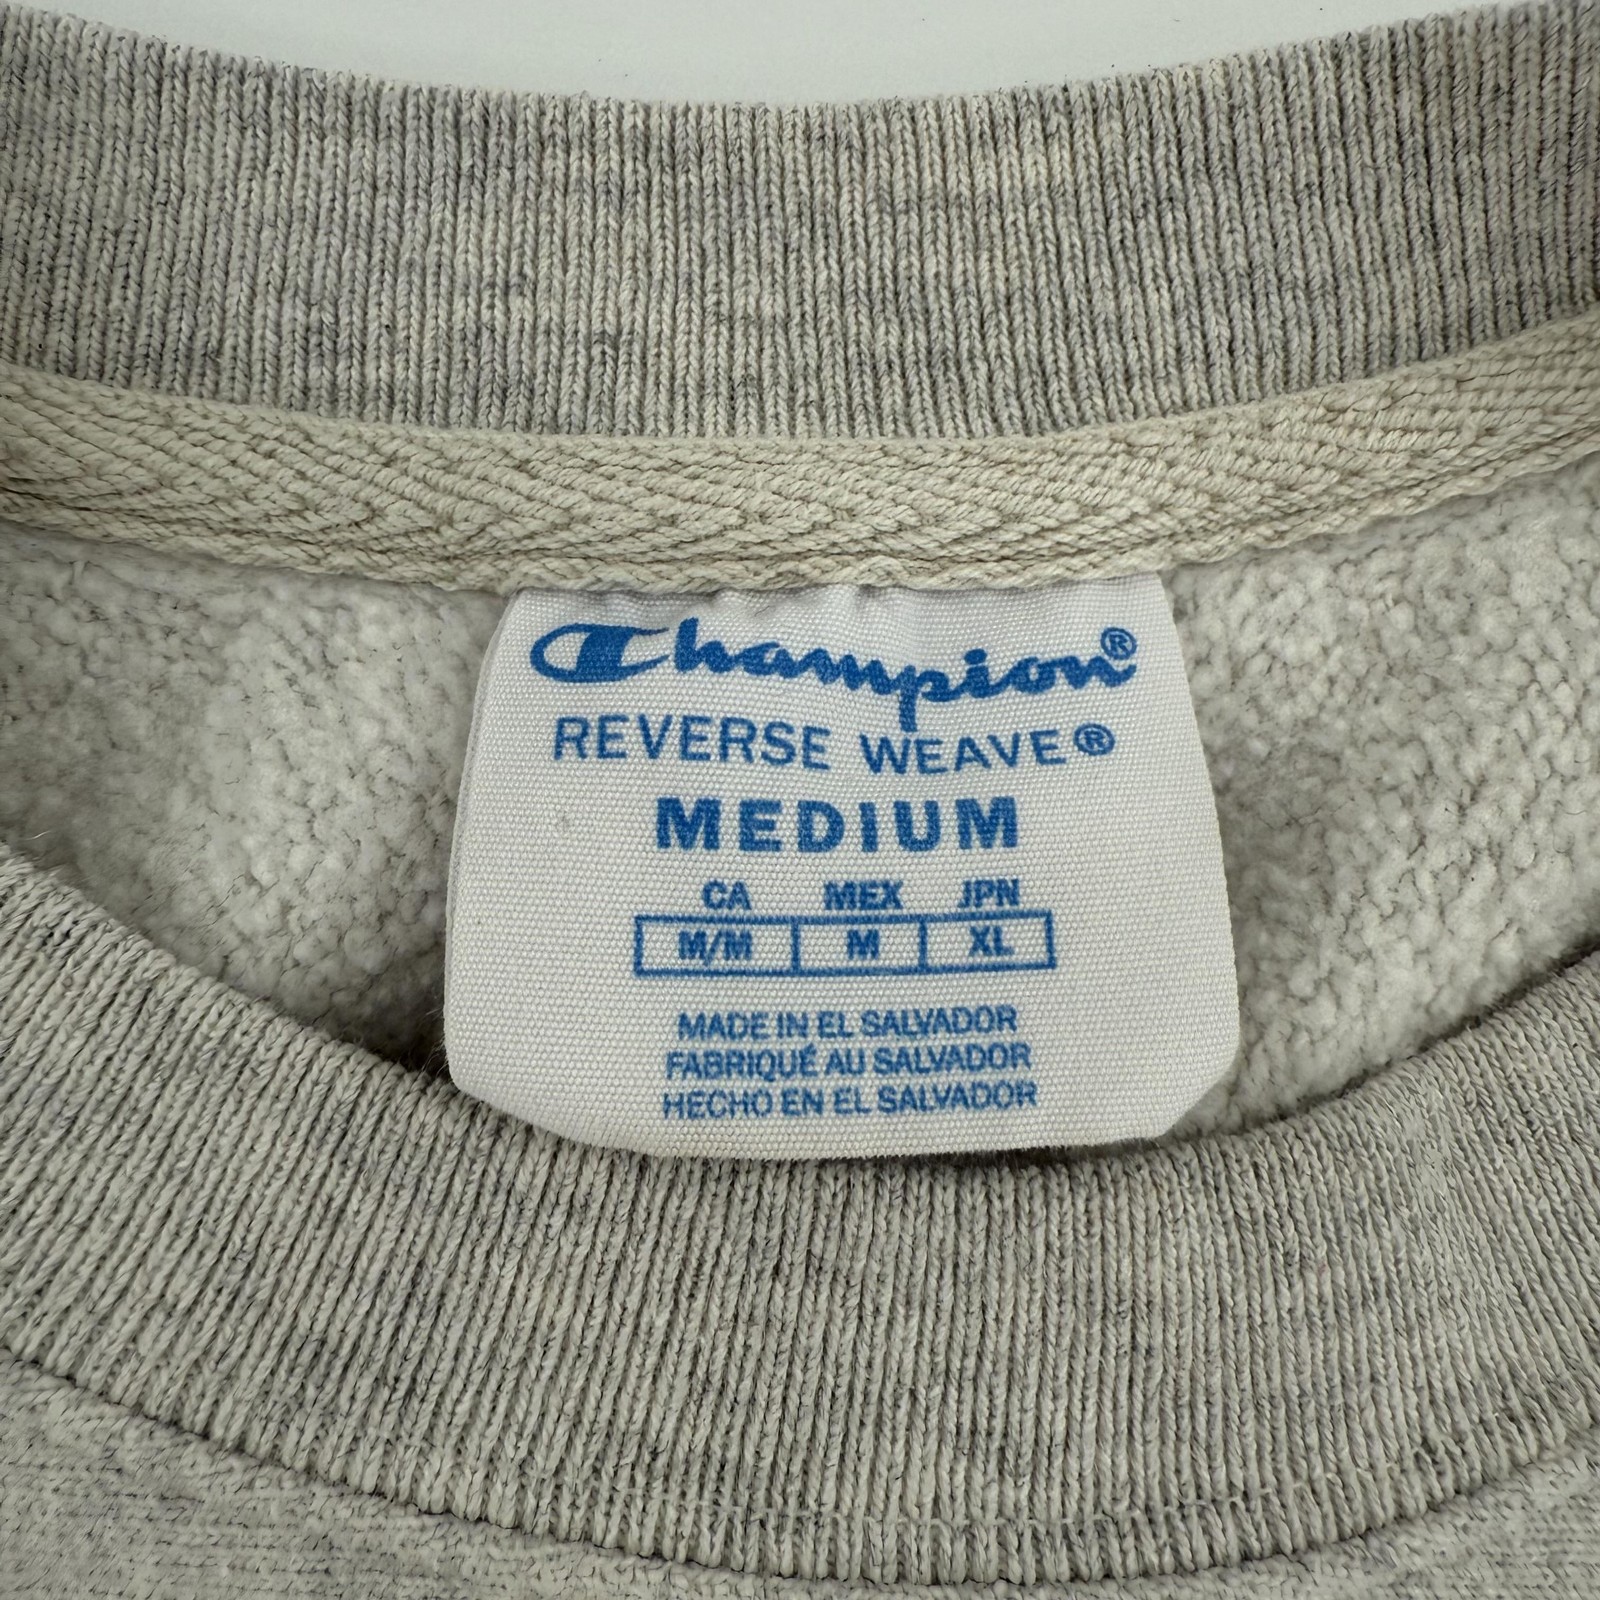 Champion®
REVERSE WEAVE®
MEDIUM
CA MEX JPN
M/M M XL
MADE IN EL SALVADOR
FABRIQUÉ AU SALVADOR
HECHO EN EL SALVADOR